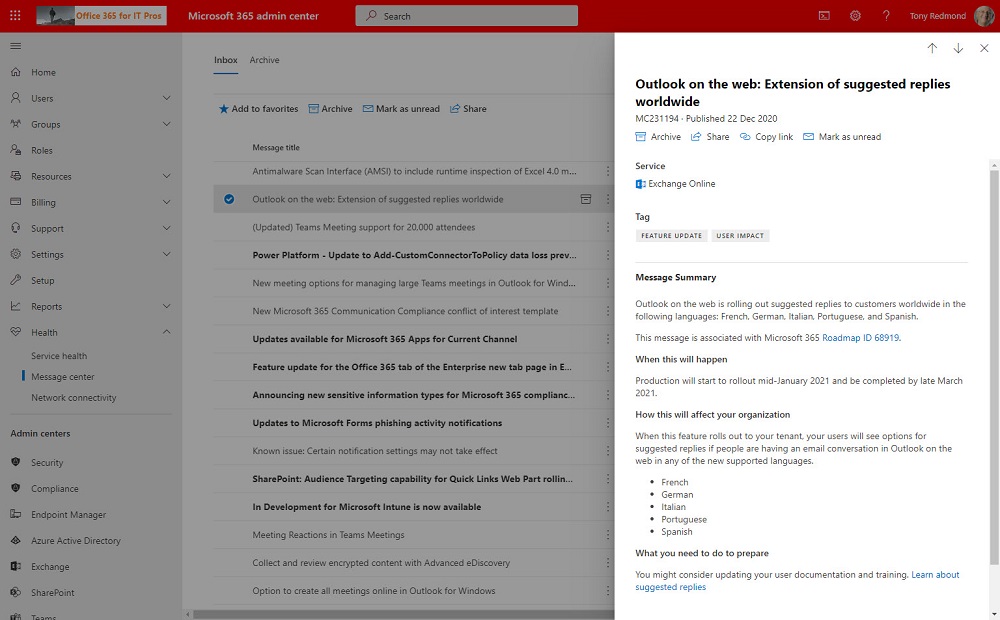 Office 365 for IT Pros
Microsoft 365 admin center
Search
?
Tony Redmond
Home
Users
Groups
Roles
Resources
Billing
Support
Settings
Setup
Reports
Health
Service health
Message center
Network connectivity
Admin centers
Security
Compliance
Endpoint Manager
Azure Active Directory
Exchange
SharePoint
Teams
Inbox
Archive
Add to favorites
Archive
Mark as unread
Share
Message title
Antimalware Scan Interface (AMSI) to include runtime inspection of Excel 4.0 m...
Outlook on the web: Extension of suggested replies worldwide
(Updated) Teams Meeting support for 20,000 attendees
Power Platform - Update to Add-CustomConnectorToPolicy data loss prev...
New meeting options for managing large Teams meetings in Outlook for Wind...
New Microsoft 365 Communication Compliance conflict of interest template
Updates available for Microsoft 365 Apps for Current Channel
Feature update for the Office 365 tab of the Enterprise new tab page in E...
Announcing new sensitive information types for Microsoft 365 complianc...
Updates to Microsoft Forms phishing activity notifications
Known issue: Certain notification settings may not take effect
SharePoint: Audience Targeting capability for Quick Links Web Part rollin...
In Development for Microsoft Intune is now available
Meeting Reactions in Teams Meetings
Collect and review encrypted content with Advanced eDiscovery
Option to create all meetings online in Outlook for Windows
Outlook on the web: Extension of suggested replies
worldwide
MC231194 · Published 22 Dec 2020
Archive
Share
Copy link
Mark as unread
Service
Exchange Online
Tag
FEATURE UPDATE
USER IMPACT
Message Summary
Outlook on the web is rolling out suggested replies to customers worldwide in the
following languages: French, German, Italian, Portuguese, and Spanish.
This message is associated with Microsoft 365 Roadmap ID 68919.
When this will happen
Production will start to rollout mid-January 2021 and be completed by late March
2021.
How this will affect your organization
When this feature rolls out to your tenant, your users will see options for
suggested replies if people are having an email conversation in Outlook on the
web in any of the new supported languages.
French
German
Italian
Portuguese
Spanish
What you need to do to prepare
You might consider updating your user documentation and training. Learn about
suggested replies